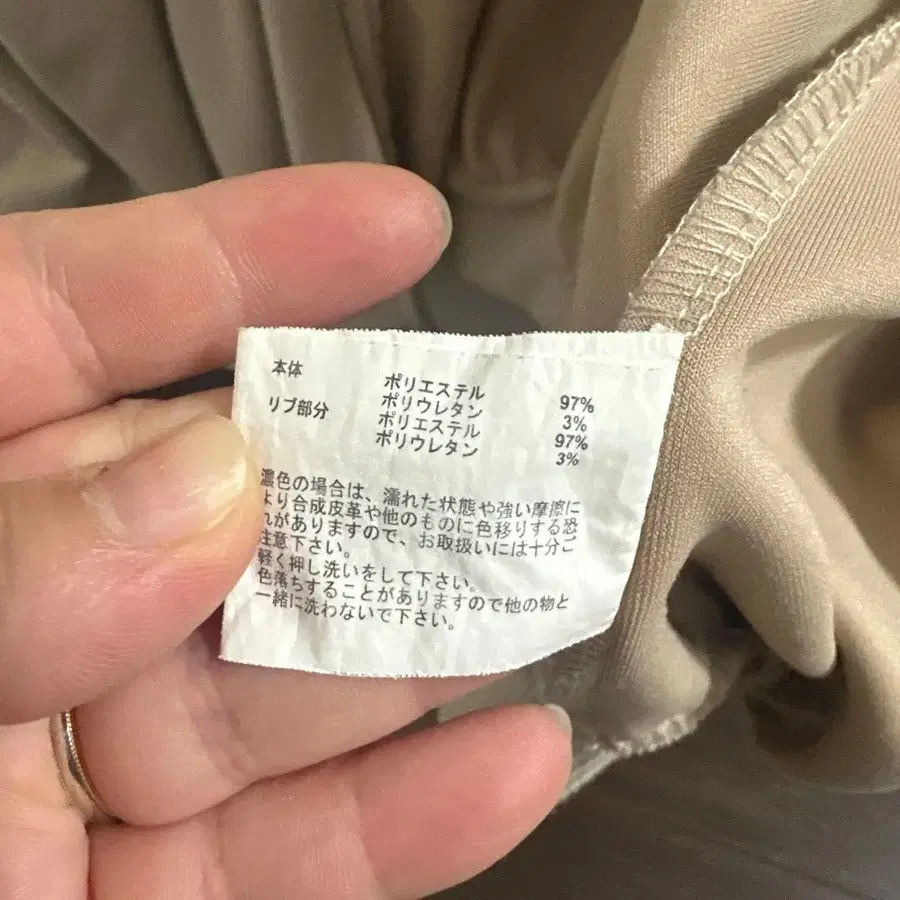 本体 ポリエステル 97%
ポリウレタン 3%
リブ部分 ポリエステル 97%
ポリウレタン 3%
濃色の場合は、濡れた状態や強い摩擦に
より合成皮革や他のものに色移りする恐
れがありますので、お取扱いには十分ご
注意下さい。
軽く押し洗いをして下さい。
色落ちすることがありますので他の物と
一緒に洗わないで下さい。